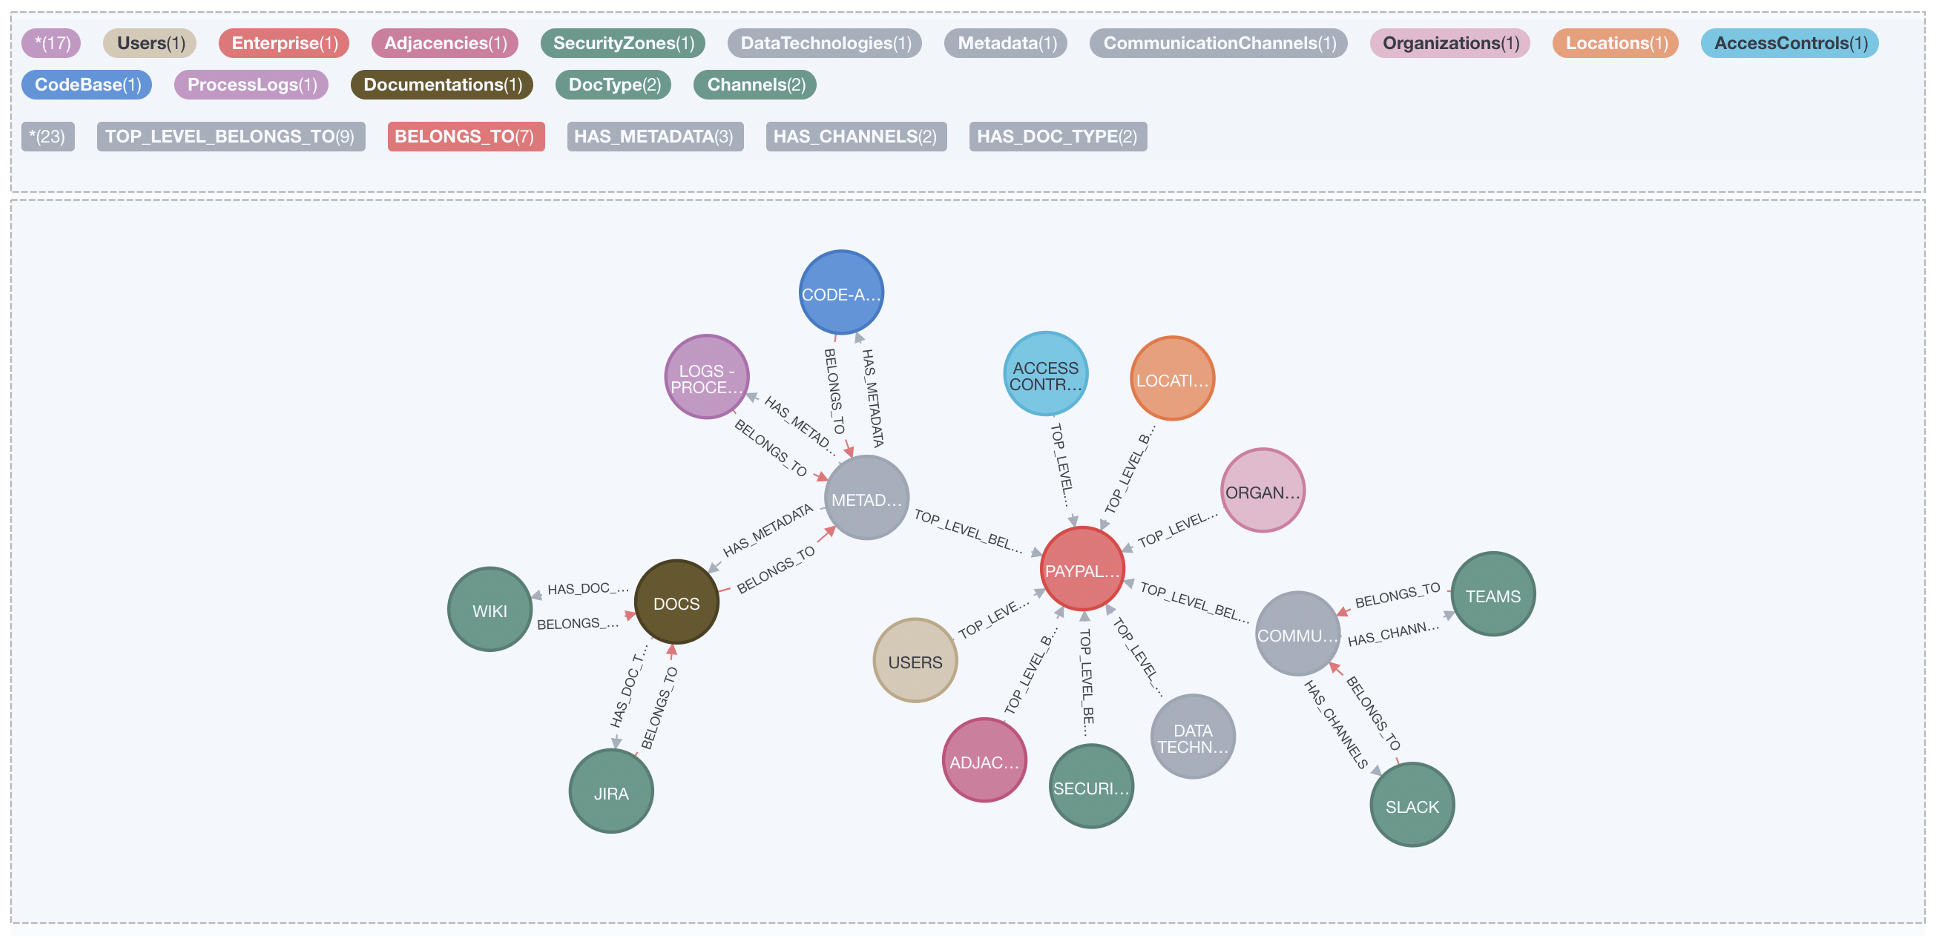 *(17) Users(1) Enterprise(1) Adjacencies(1) SecurityZones(1) DataTechnologies(1) Metadata(1) CommunicationChannels(1) Organizations(1) Locations(1) AccessControls(1)
CodeBase(1) ProcessLogs(1) Documentations(1) DocType(2) Channels(2)
*(23) TOP_LEVEL_BELONGS_TO(9) BELONGS_TO(7) HAS_METADATA(3) HAS_CHANNELS(2) HAS_DOC_TYPE(2)
CODE-A...
BELONGS_TO
HAS_METADATA
LOGS -
PROCE...
HAS_METAD...
BELONGS_TO
ACCESS
CONTR...
LOCATI...
TOP_LEVEL...
TOP_LEVEL_B...
METAD...
ORGAN...
TOP_LEVEL_BEL...
TOP_LEVEL...
HAS_METADATA
BELONGS_TO
PAYPAL...
WIKI
HAS_DOC_...
BELONGS_...
DOCS
TOP_LEVE...
TOP_LEVEL_BEL...
BELONGS_TO
TEAMS
COMMU...
HAS_CHANN...
USERS
TOP_LEVEL_B...
TOP_LEVEL_BE...
TOP_LEVEL_...
HAS_DOC_T...
BELONGS_TO
HAS_CHANNELS
BELONGS_TO
DATA
TECHN...
ADJAC...
SECURI...
JIRA
SLACK